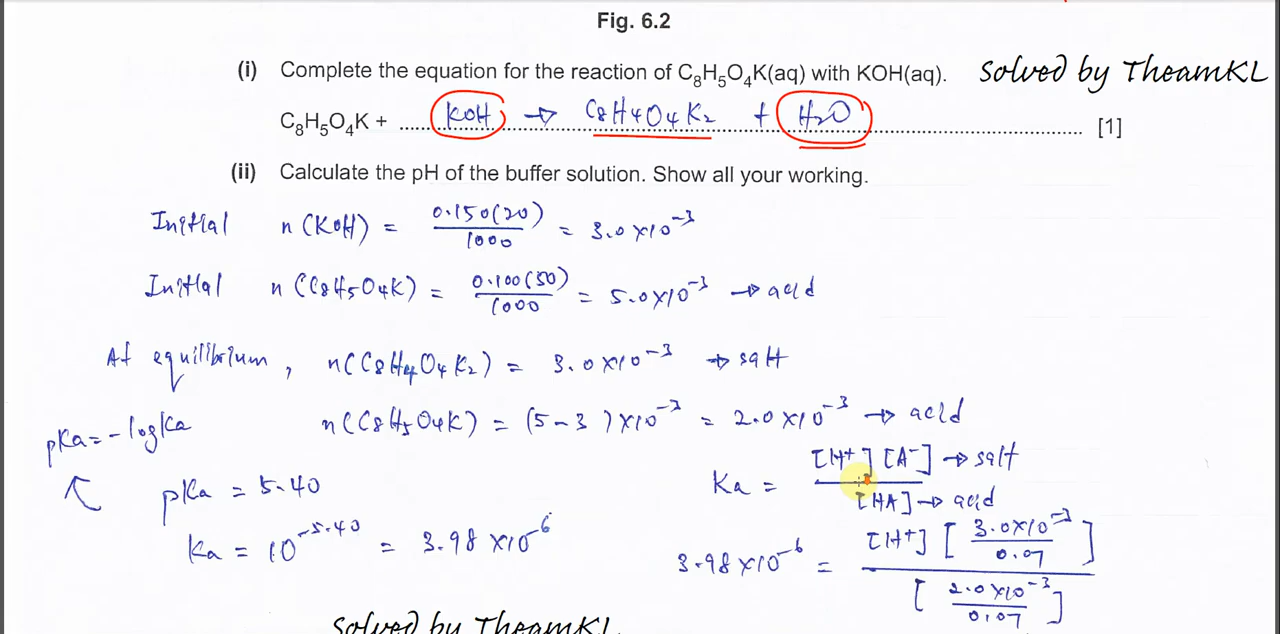 Fig. 6.2
(i) Complete the equation for the reaction of C₈H₅O₄K(aq) with KOH(aq). Solved by TheamKL
C₈H₅O₄K + KOH → C8H4O4K2 + H2O [1]
(ii) Calculate the pH of the buffer solution. Show all your working.
Initial n(KOH) = 0.150(20)/1000 = 3.0×10⁻³
Initial n(C8H5O4K) = 0.100(50)/1000 = 5.0×10⁻³ → acid
At equilibrium, n(C8H4O4K2) = 3.0×10⁻³ → salt
n(C8H5O4K) = (5-3)×10⁻³ = 2.0×10⁻³ → acid
pKa = -logKa
pKa = 5.40
Ka = 10⁻⁵·⁴⁰ = 3.98×10⁻⁶
Ka = [H⁺][A⁻] → salt
[HA] → acid
3.98×10⁻⁶ = [H⁺][3.0×10⁻³/0.07]
[2.0×10⁻³/0.07]
Solved by TheamKL